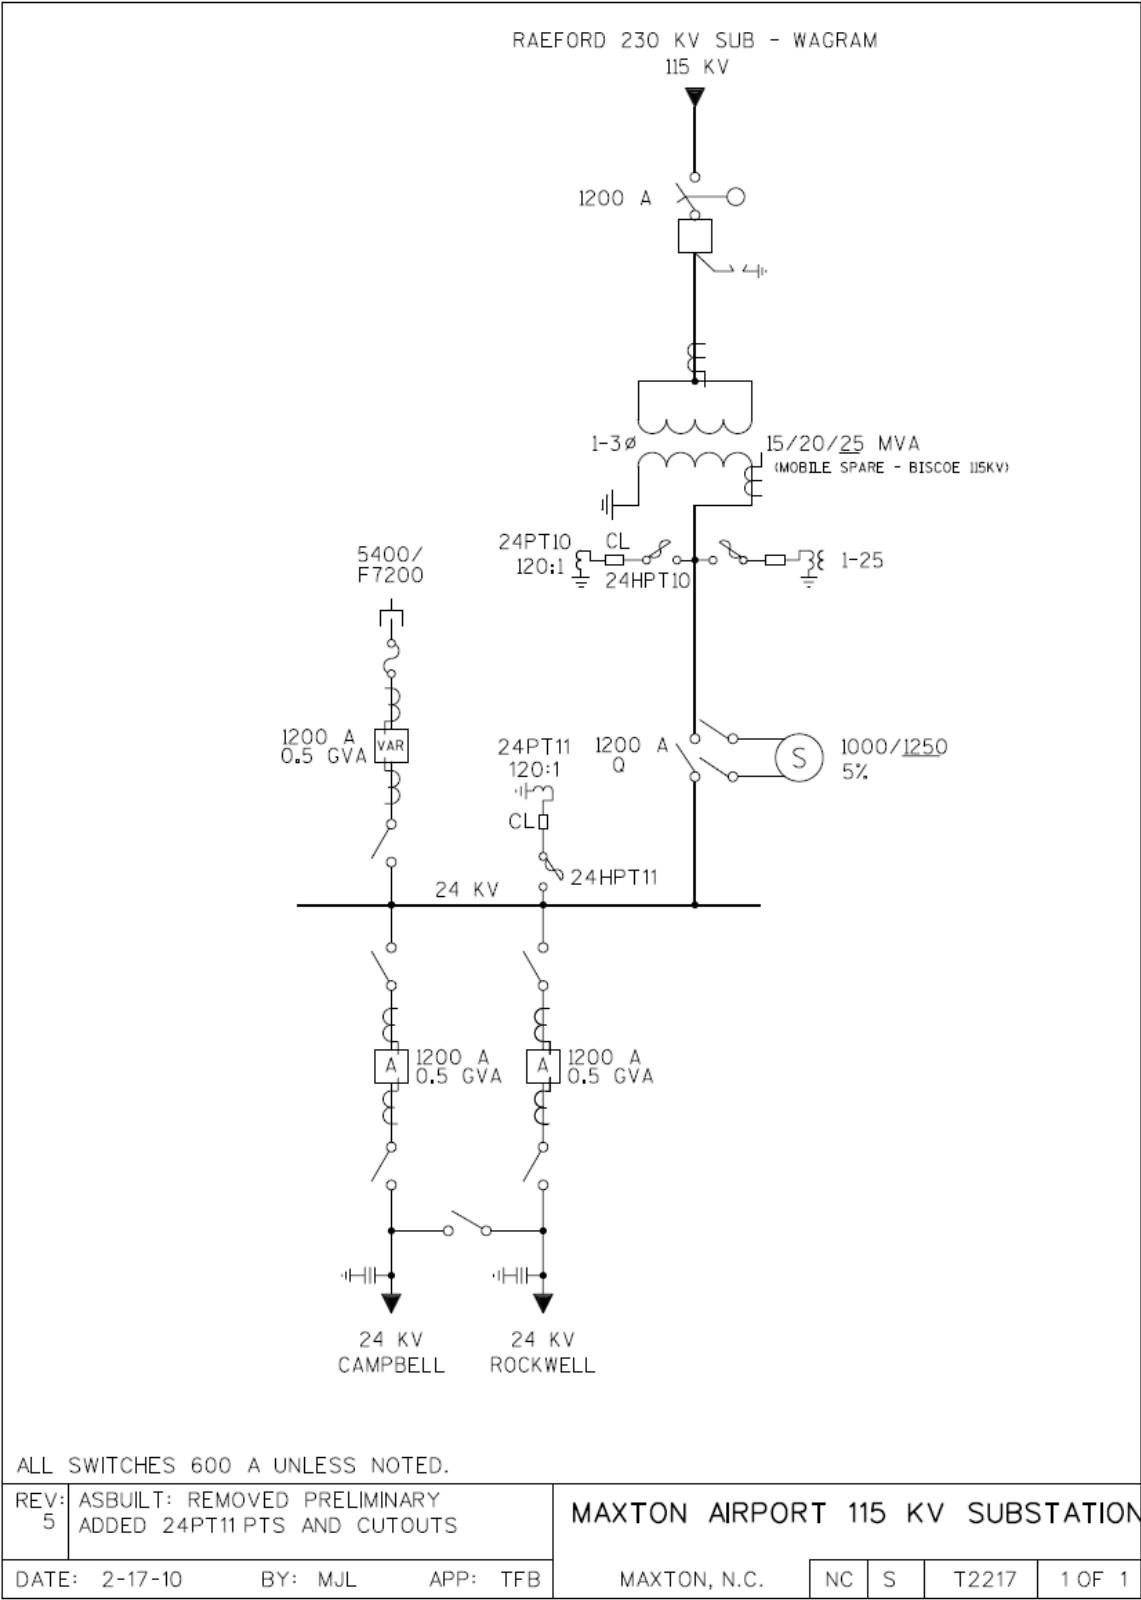 RAEFORD 230 KV SUB - WAGRAM
115 KV
1200 A
1-3ø
15/20/25 MVA
(MOBILE SPARE - BISCOE 115KV)
24PT10
120:1
CL
24HPT10
1-25
5400/
F7200
1200 A
0.5 GVA
VAR
24PT11
120:1
CL
24HPT11
1200 A
Q
S
1000/1250
5%
24 KV
A
1200 A
0.5 GVA
A
1200 A
0.5 GVA
24 KV
CAMPBELL
24 KV
ROCKWELL
ALL SWITCHES 600 A UNLESS NOTED.
REV:
5
ASBUILT: REMOVED PRELIMINARY
ADDED 24PT11 PTS AND CUTOUTS
MAXTON AIRPORT 115 KV SUBSTATION
DATE: 2-17-10 BY: MJL APP: TFB
MAXTON, N.C.
NC
S
T2217
1 OF 1